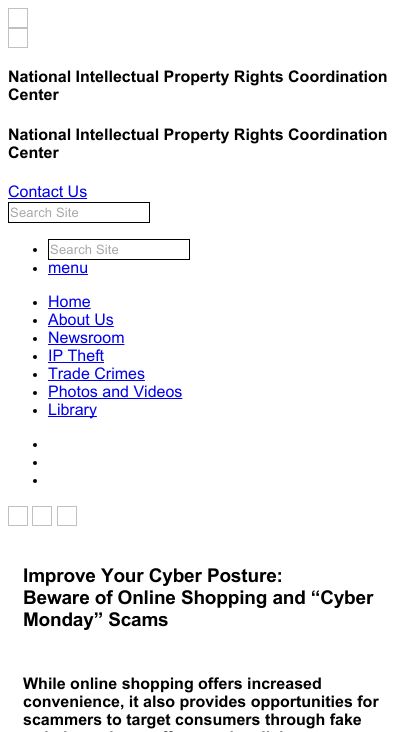 National Intellectual Property Rights Coordination
Center
National Intellectual Property Rights Coordination
Center
Contact Us
Search Site
Search Site
menu
Home
About Us
Newsroom
IP Theft
Trade Crimes
Photos and Videos
Library
Improve Your Cyber Posture:
Beware of Online Shopping and “Cyber
Monday” Scams
While online shopping offers increased
convenience, it also provides opportunities for
scammers to target consumers through fake